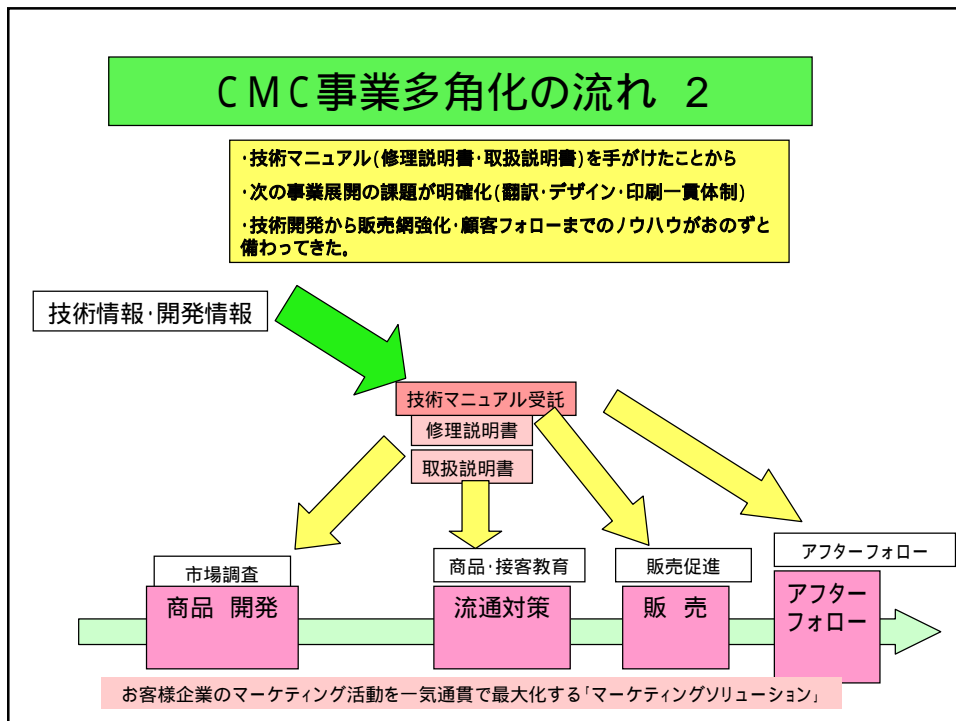 CMC事業多角化の流れ 2
･技術マニュアル(修理説明書･取扱説明書)を手がけたことから
･次の事業展開の課題が明確化(翻訳･デザイン･印刷一貫体制)
･技術開発から販売網強化･顧客フォローまでのノウハウがおのずと
備わってきた。
技術情報･開発情報
技術マニュアル受託
修理説明書
取扱説明書
市場調査
商品 開発
商品･接客教育
流通対策
販売促進
販 売
アフターフォロー
アフター
フォロー
お客様企業のマーケティング活動を一気通貫で最大化する｢マーケティングソリューション｣